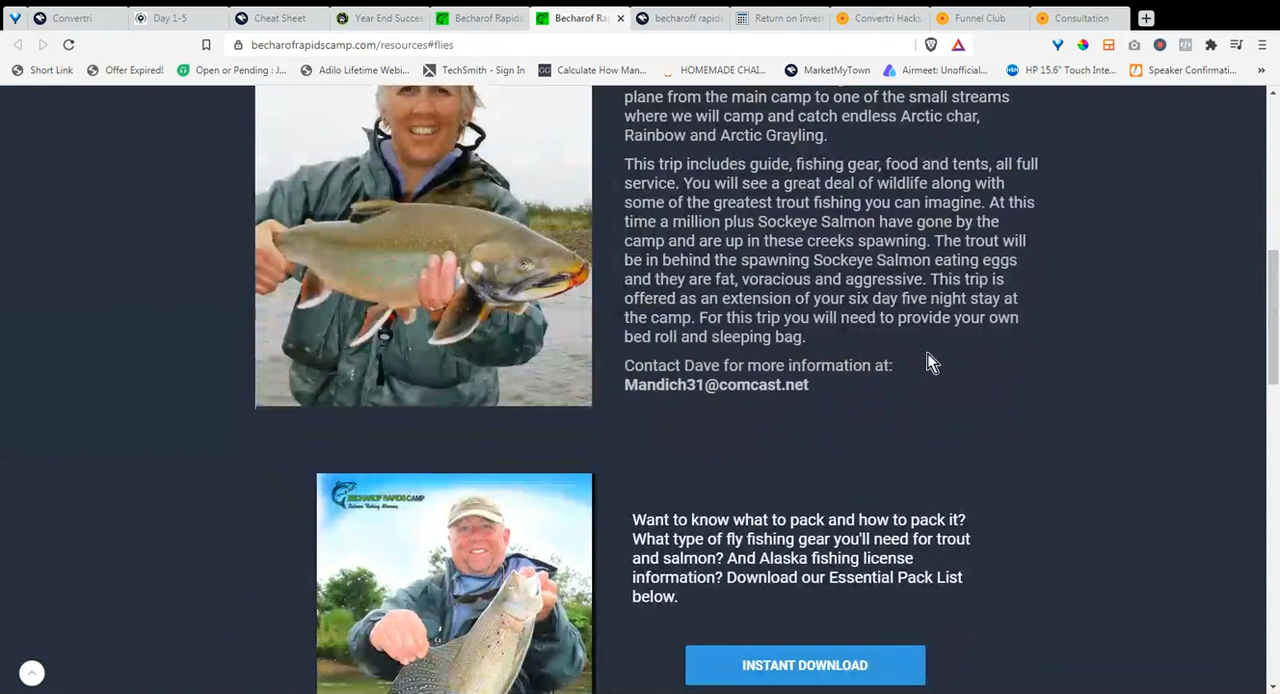 Convertri
Day 1-5
Cheat Sheet
Year End Succes
Becharof Rapids
Becharof Ra
becharoff rapids
Return on Inves
Convertri Hacks
Funnel Club
Consultation
becharofrapidscamp.com/resources#flies
Short Link
Offer Expired!
Open or Pending : J...
Adilo Lifetime Webi...
TechSmith - Sign In
Calculate How Man...
HOMEMADE CHAI...
MarketMyTown
Airmeet: Unofficial...
HP 15.6" Touch Inte...
Speaker Confirmati...
plane from the main camp to one of the small streams
where we will camp and catch endless Arctic char,
Rainbow and Arctic Grayling.
This trip includes guide, fishing gear, food and tents, all full
service. You will see a great deal of wildlife along with
some of the greatest trout fishing you can imagine. At this
time a million plus Sockeye Salmon have gone by the
camp and are up in these creeks spawning. The trout will
be in behind the spawning Sockeye Salmon eating eggs
and they are fat, voracious and aggressive. This trip is
offered as an extension of your six day five night stay at
the camp. For this trip you will need to provide your own
bed roll and sleeping bag.
Contact Dave for more information at:
Mandich31@comcast.net
BECHAROF RAPIDS CAMP
Want to know what to pack and how to pack it?
What type of fly fishing gear you'll need for trout
and salmon? And Alaska fishing license
information? Download our Essential Pack List
below.
INSTANT DOWNLOAD